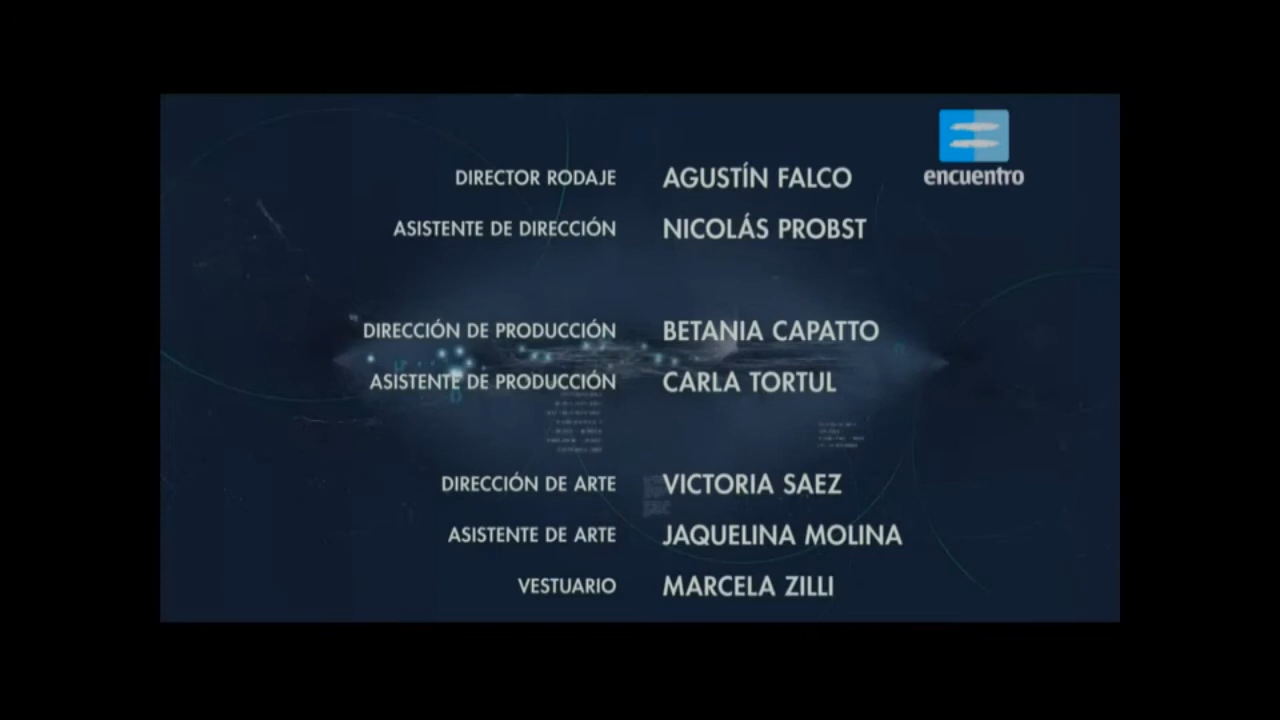 encuentro
DIRECTOR RODAJE AGUSTÍN FALCO
ASISTENTE DE DIRECCIÓN NICOLÁS PROBST
DIRECCIÓN DE PRODUCCIÓN BETANIA CAPATTO
ASISTENTE DE PRODUCCIÓN CARLA TORTUL
DIRECCIÓN DE ARTE VICTORIA SAEZ
ASISTENTE DE ARTE JAQUELINA MOLINA
VESTUARIO MARCELA ZILLI